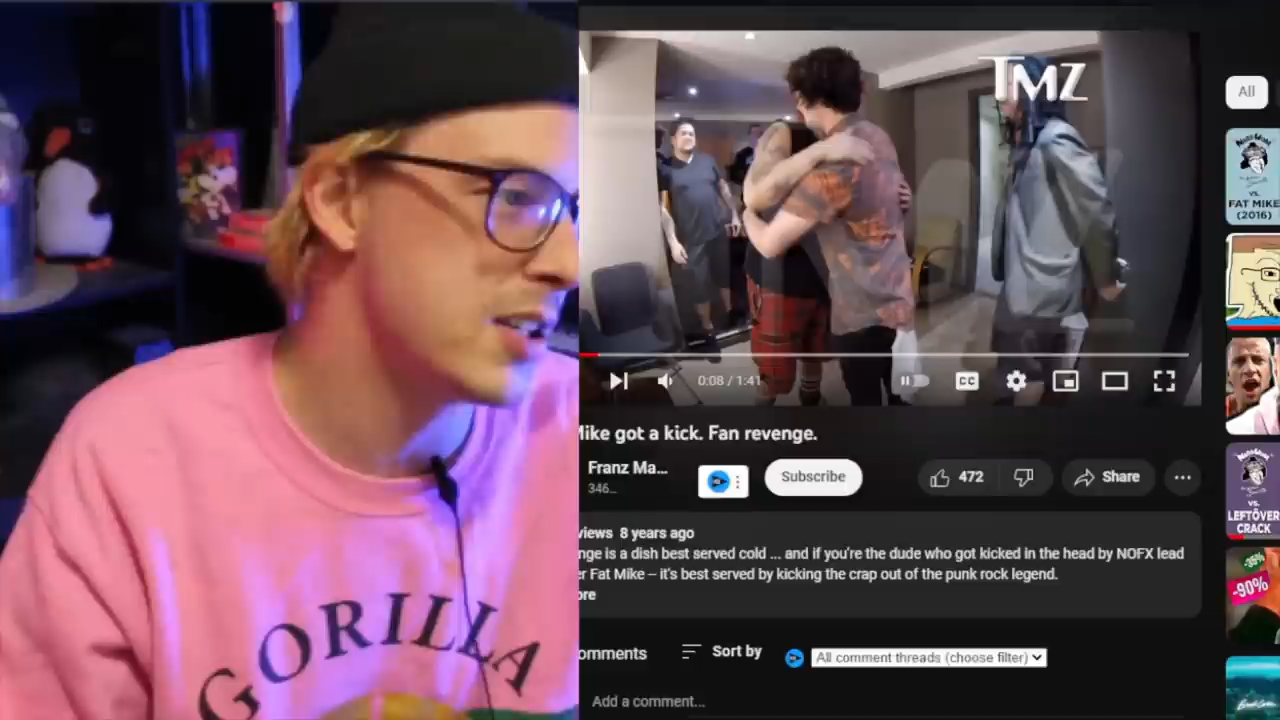 TMZ
All
VS.
FAT MIKE
(2016)
0:08 / 1:41
CC
Mike got a kick. Fan revenge.
Franz Ma...
346...
Subscribe
472
Share
VS.
LEFTÖVER
CRACK
views 8 years ago
nge is a dish best served cold ... and if you're the dude who got kicked in the head by NOFX lead
er Fat Mike – it's best served by kicking the crap out of the punk rock legend.
ore
-35%
-90%
omments
Sort by
All comment threads (choose filter)
Add a comment...
GORILLA